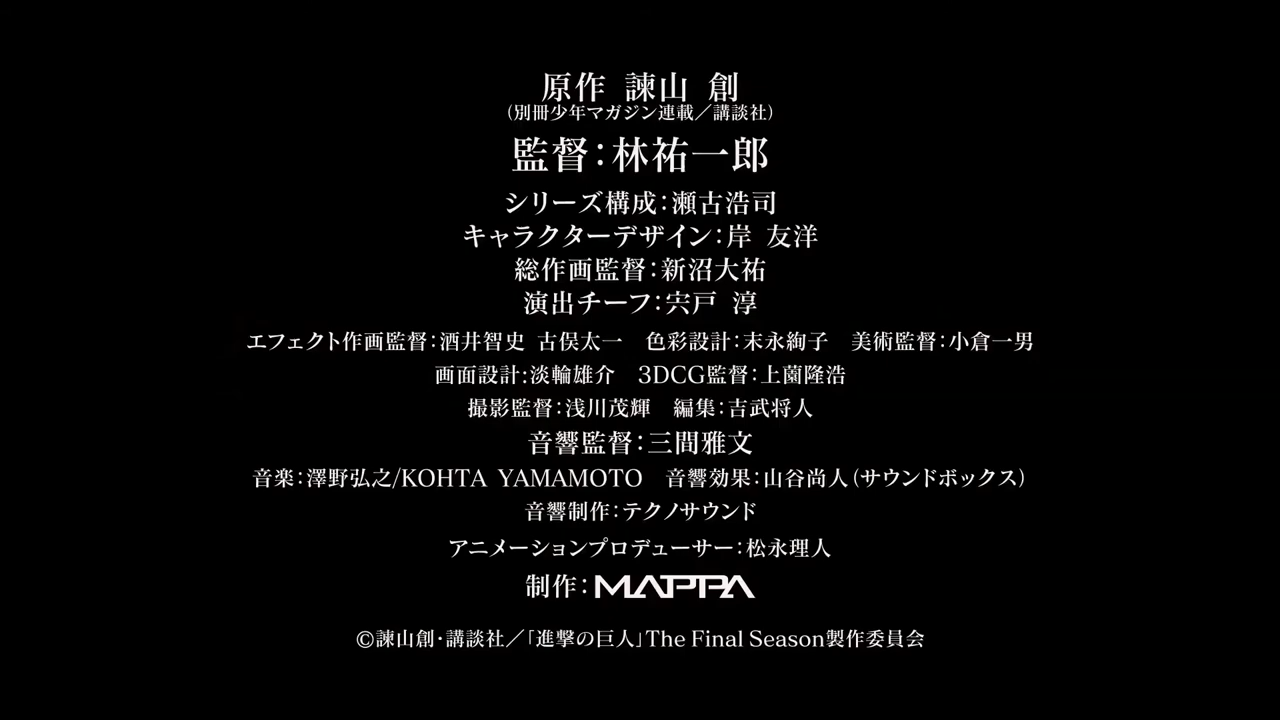 原作 諫山 創
(別冊少年マガジン連載／講談社)
監督：林祐一郎
シリーズ構成：瀬古浩司
キャラクターデザイン：岸 友洋
総作画監督：新沼大祐
演出チーフ：宍戸 淳
エフェクト作画監督：酒井智史 古俣太一　色彩設計：末永絢子　美術監督：小倉一男
画面設計：淡輪雄介　3DCG監督：上薗隆浩
撮影監督：浅川茂輝　編集：吉武将人
音響監督：三間雅文
音楽：澤野弘之/KOHTA YAMAMOTO　音響効果：山谷尚人（サウンドボックス）
音響制作：テクノサウンド
アニメーションプロデューサー：松永理人
制作：MAPPA
©諫山創・講談社／「進撃の巨人」The Final Season製作委員会